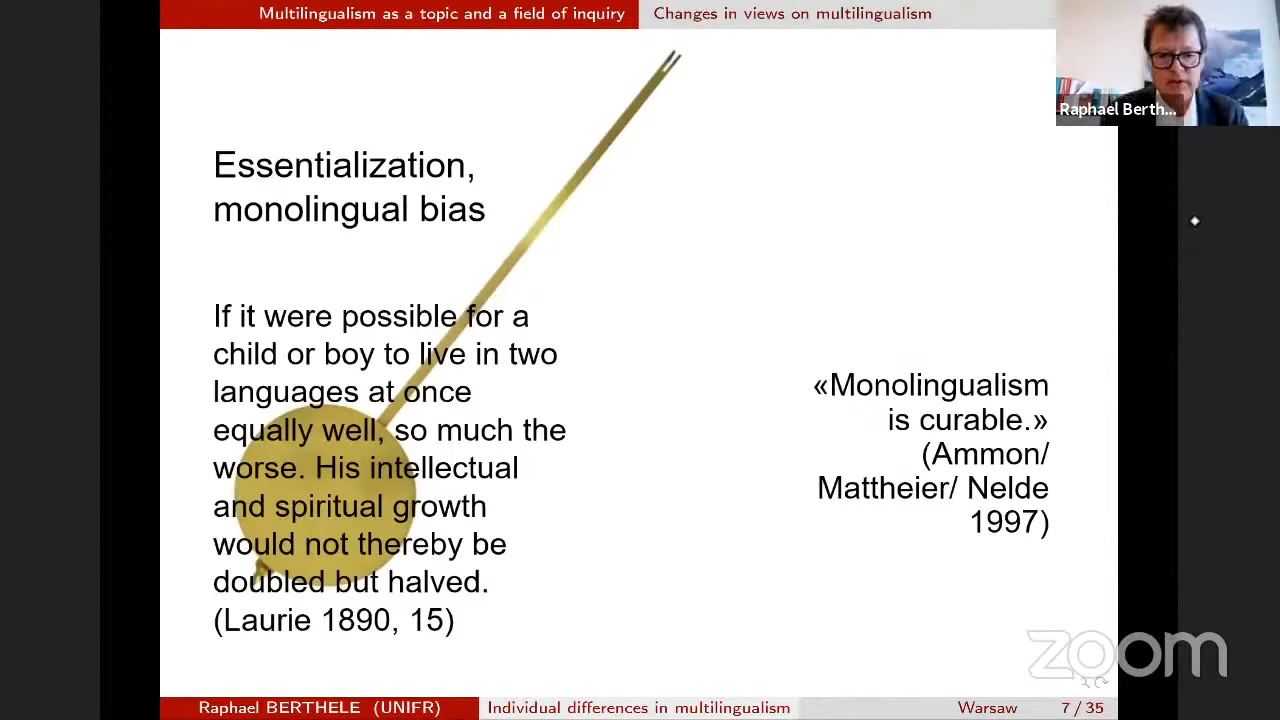 Multilingualism as a topic and a field of inquiry
Changes in views on multilingualism
Raphael Berth...
Essentialization,
monolingual bias
If it were possible for a
child or boy to live in two
languages at once
equally well, so much the
worse. His intellectual
and spiritual growth
would not thereby be
doubled but halved.
(Laurie 1890, 15)
«Monolingualism
is curable.»
(Ammon/
Mattheier/ Nelde
1997)
zoom
Raphael BERTHELE (UNIFR)
Individual differences in multilingualism
Warsaw
7 / 35